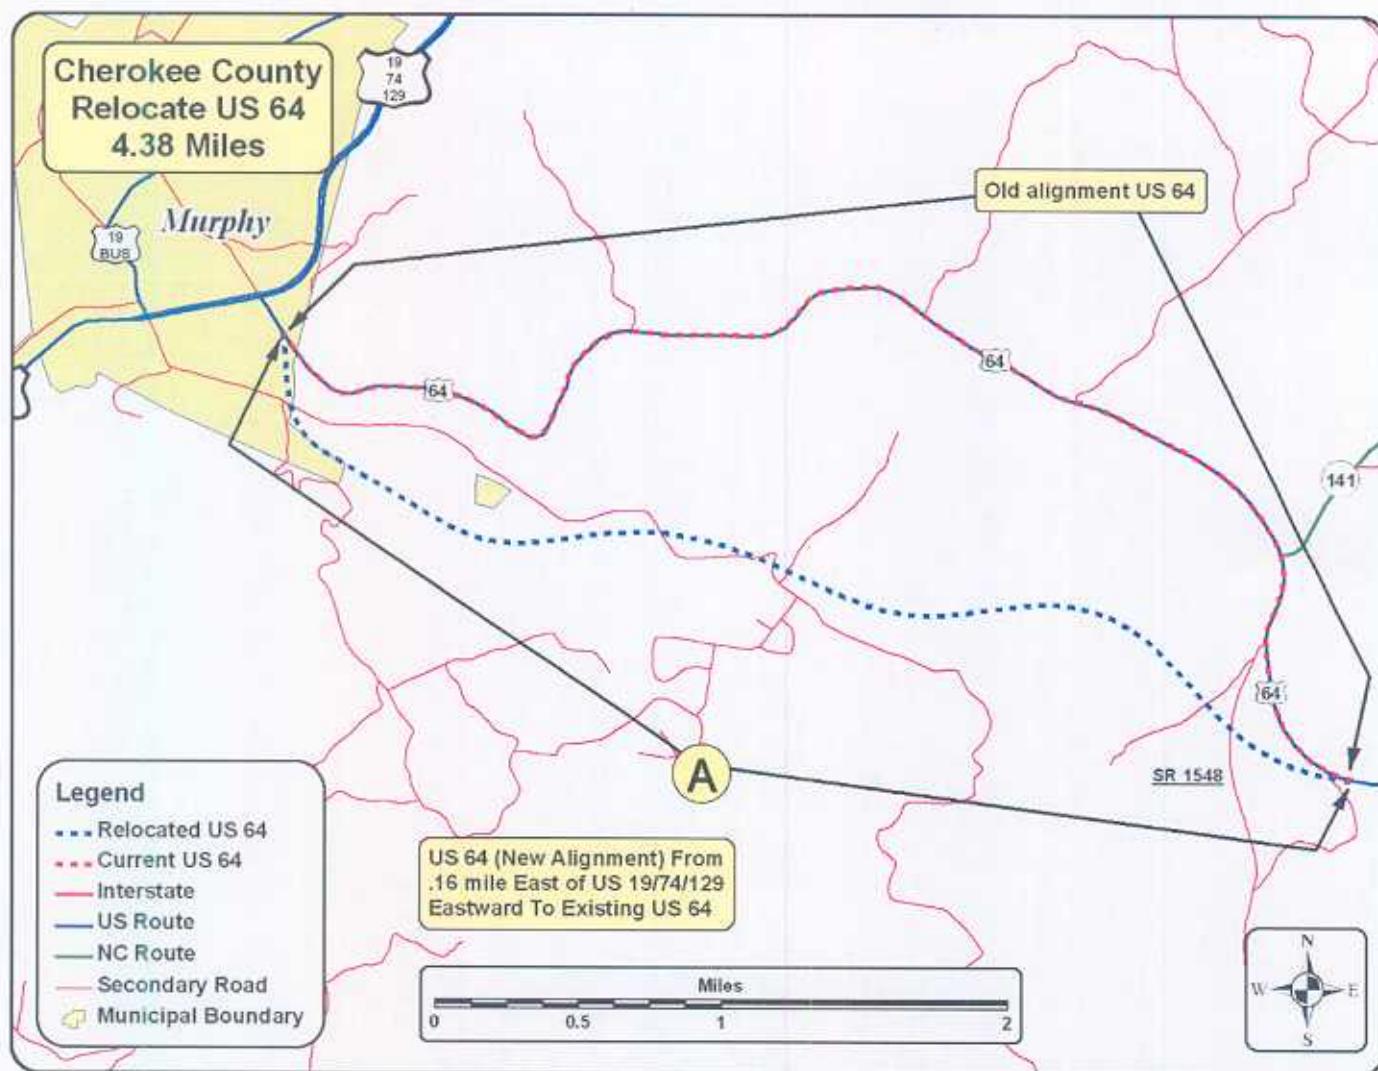 Cherokee County
Relocate US 64
4.38 Miles
19
74
129
Old alignment US 64
Murphy
19
BUS
64
64
141
64
SR 1548
A
US 64 (New Alignment) From
.16 mile East of US 19/74/129
Eastward To Existing US 64
Legend
Relocated US 64
Current US 64
Interstate
US Route
NC Route
Secondary Road
Municipal Boundary
Miles
0 0.5 1 2
N
W E
S